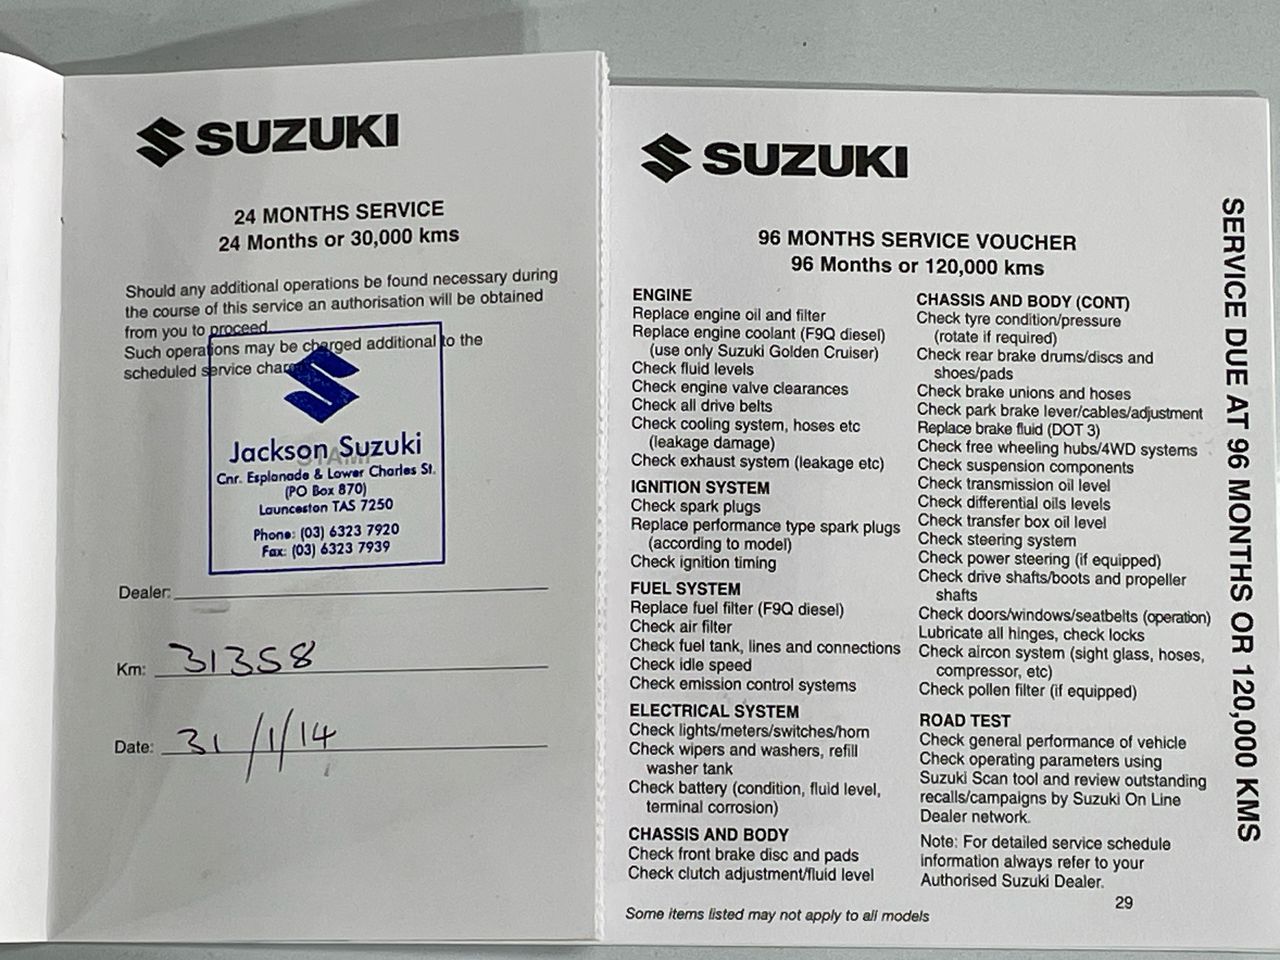 SUZUKI
24 MONTHS SERVICE
24 Months or 30,000 kms
Should any additional operations be found necessary during
the course of this service an authorisation will be obtained
from you to proceed
Such operations may be charged additional to the
scheduled service
Jackson Suzuki
STAMP
Cnr. Esplanade & Lower Charles St.
(PO Box 870)
Launceston TAS 7250
Phone: (03) 6323 7920
Fax: (03) 6323 7939
Dealer:
Km: 31358
Date: 31/1/14
SUZUKI
96 MONTHS SERVICE VOUCHER
96 Months or 120,000 kms
ENGINE
Replace engine oil and filter
Replace engine coolant (F9Q diesel)
(use only Suzuki Golden Cruiser)
Check fluid levels
Check engine valve clearances
Check all drive belts
Check cooling system, hoses etc
(leakage damage)
Check exhaust system (leakage etc)
IGNITION SYSTEM
Check spark plugs
Replace performance type spark plugs
(according to model)
Check ignition timing
FUEL SYSTEM
Replace fuel filter (F9Q diesel)
Check air filter
Check fuel tank, lines and connections
Check idle speed
Check emission control systems
ELECTRICAL SYSTEM
Check lights/meters/switches/horn
Check wipers and washers, refill
washer tank
Check battery (condition, fluid level,
terminal corrosion)
CHASSIS AND BODY
Check front brake disc and pads
Check clutch adjustment/fluid level
CHASSIS AND BODY (CONT)
Check tyre condition/pressure
(rotate if required)
Check rear brake drums/discs and
shoes/pads
Check brake unions and hoses
Check park brake lever/cables/adjustment
Replace brake fluid (DOT 3)
Check free wheeling hubs/4WD systems
Check suspension components
Check transmission oil level
Check differential oils levels
Check transfer box oil level
Check steering system
Check power steering (if equipped)
Check drive shafts/boots and propeller
shafts
Check doors/windows/seatbelts (operation)
Lubricate all hinges, check locks
Check aircon system (sight glass, hoses,
compressor, etc)
Check pollen filter (if equipped)
ROAD TEST
Check general performance of vehicle
Check operating parameters using
Suzuki Scan tool and review outstanding
recalls/campaigns by Suzuki On Line
Dealer network.
Note: For detailed service schedule
information always refer to your
Authorised Suzuki Dealer.
29
Some items listed may not apply to all models
SERVICE DUE AT 96 MONTHS OR 120,000 KMS